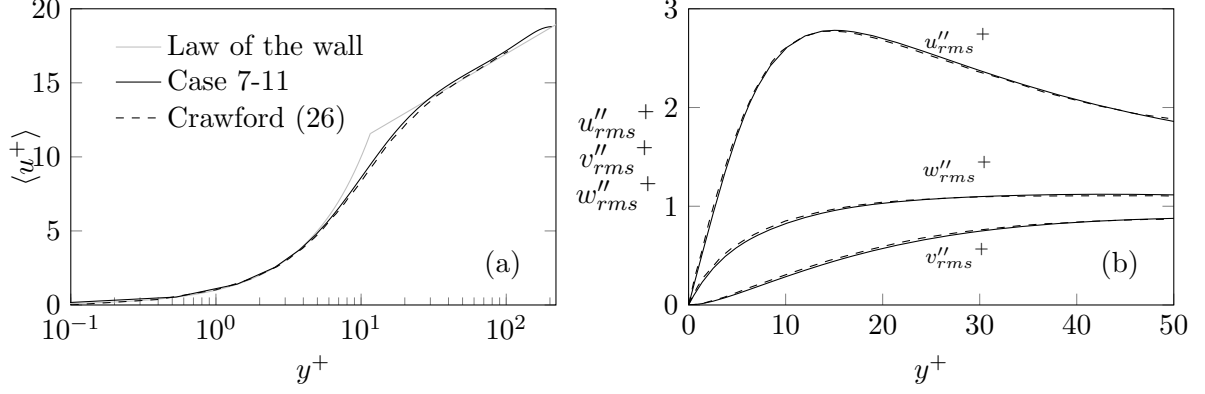 20
15
10
5
0
⟨u⁺⟩
Law of the wall
Case 7-11
Crawford (26)
(a)
10⁻¹ 10⁰ 10¹ 10² 
y⁺
3
2
1
0
u″rms⁺
v″rms⁺
w″rms⁺
u″rms⁺
w″rms⁺
v″rms⁺
(b)
0 10 20 30 40 50
y⁺